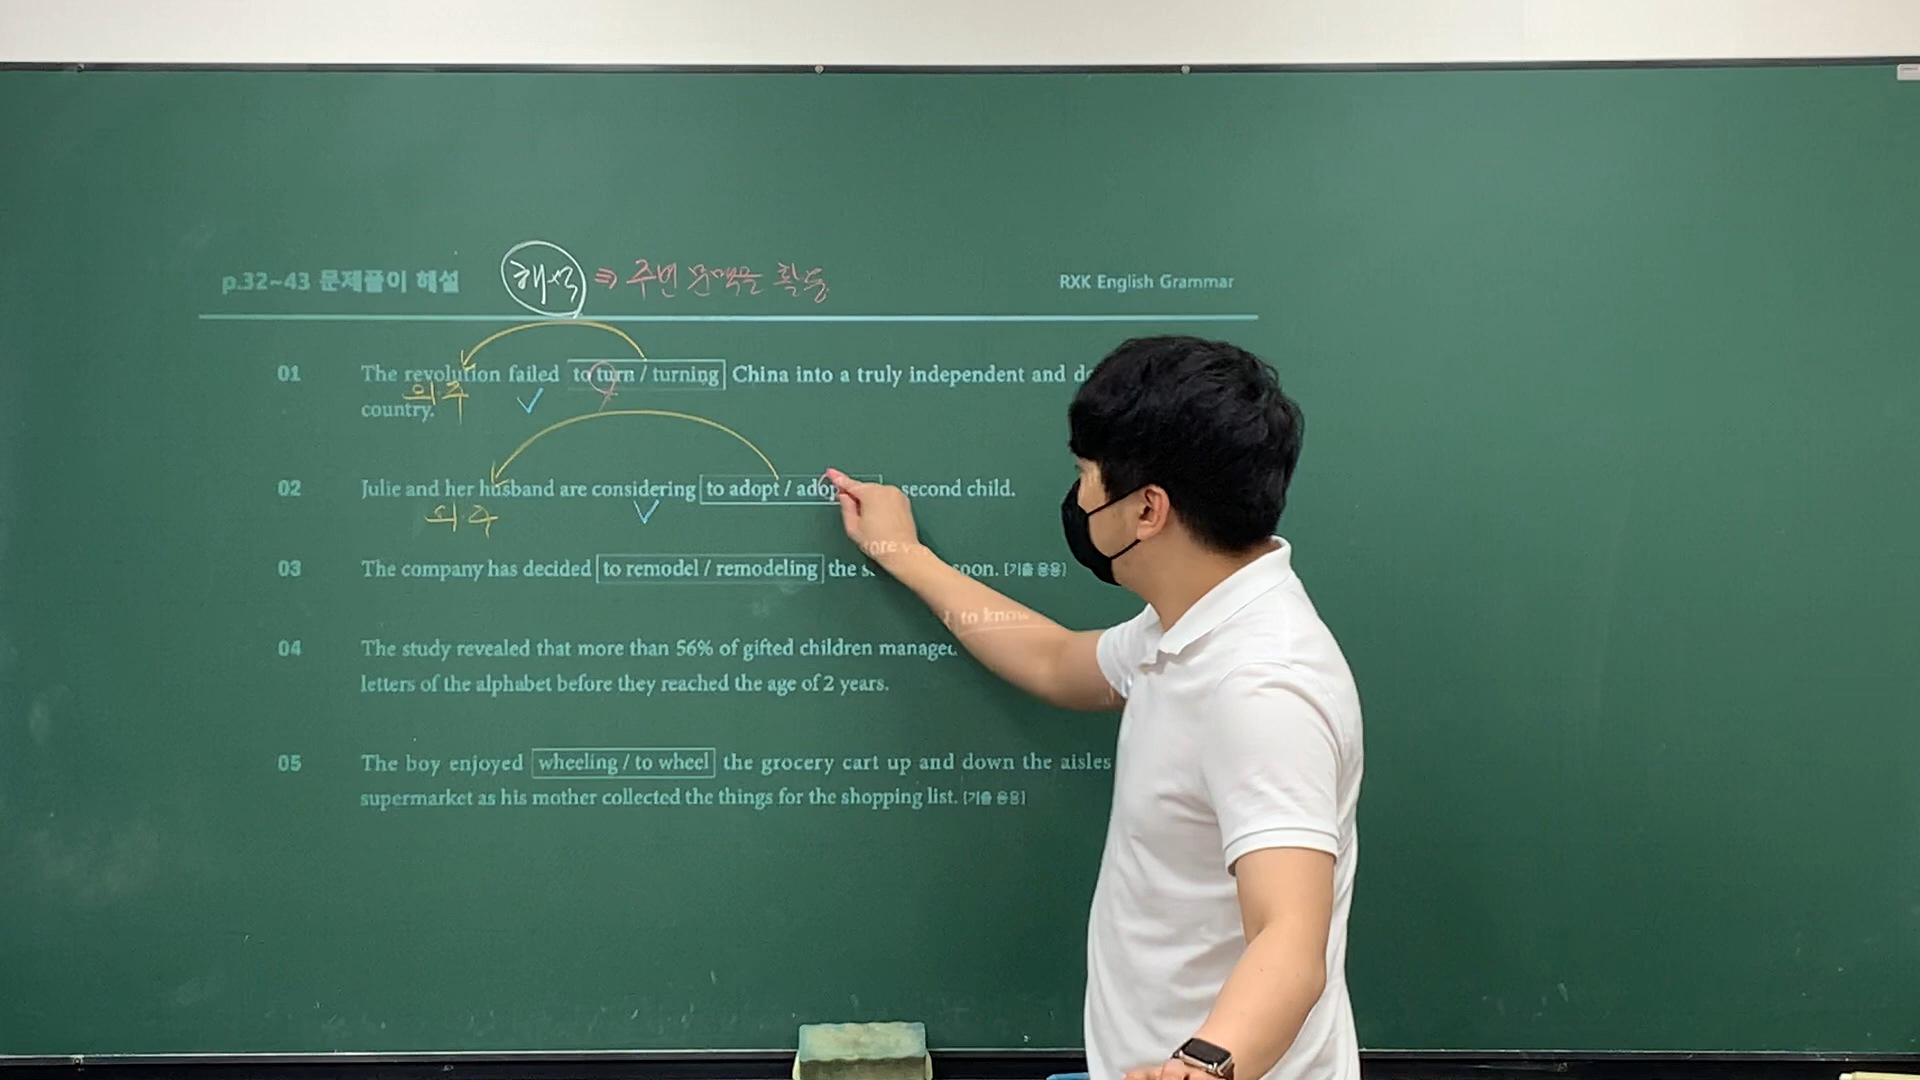 p.32~43 문제풀이 해설 해석 ⇒ 주변 문맥을 활용 RXK English Grammar
01 The revolution failed to turn / turning China into a truly independent and
의.주
country.
02 Julie and her husband are considering to adopt / second child.
의.주
03 The company has decided to remodel / remodeling the soon. [기출 응용]
to know
04 The study revealed that more than 56% of gifted children managed
letters of the alphabet before they reached the age of 2 years.
05 The boy enjoyed wheeling / to wheel the grocery cart up and down the aisles
supermarket as his mother collected the things for the shopping list. [기출 응용]